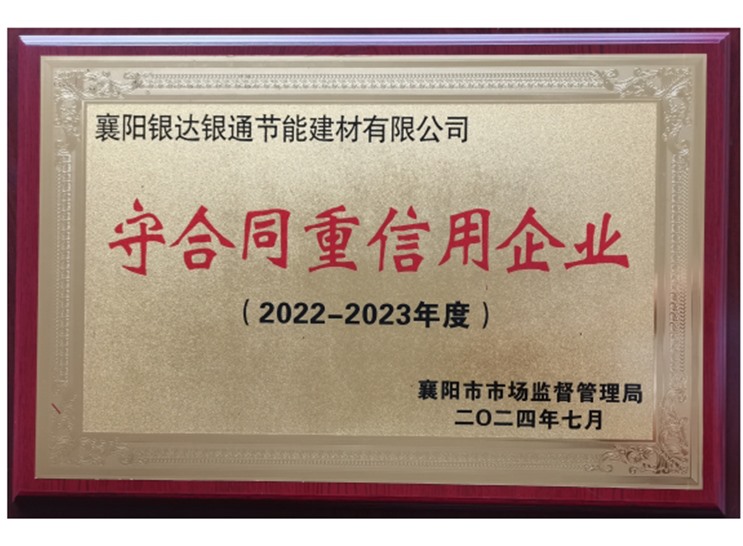 襄阳银达银通节能建材有限公司
守合同重信用企业
（2022-2023年度）
襄阳市市场监督管理局
二〇二四年七月